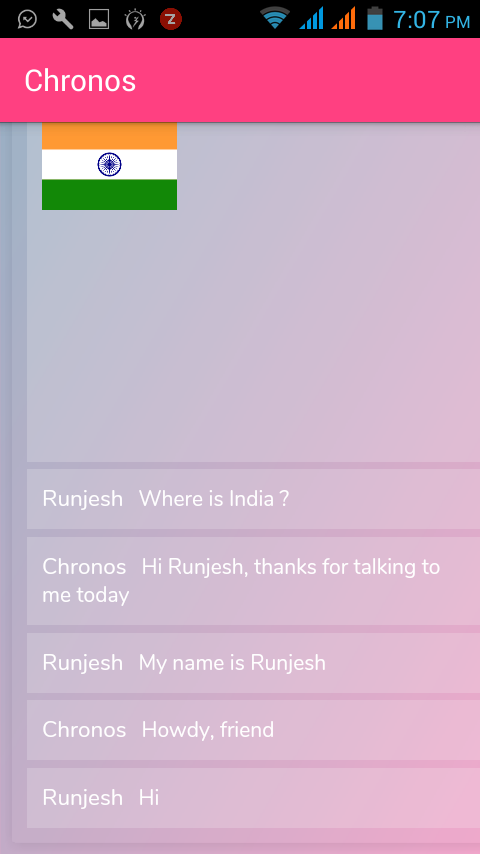 7:07 PM
Chronos
Runjesh Where is India ?
Chronos Hi Runjesh, thanks for talking to
me today
Runjesh My name is Runjesh
Chronos Howdy, friend
Runjesh Hi